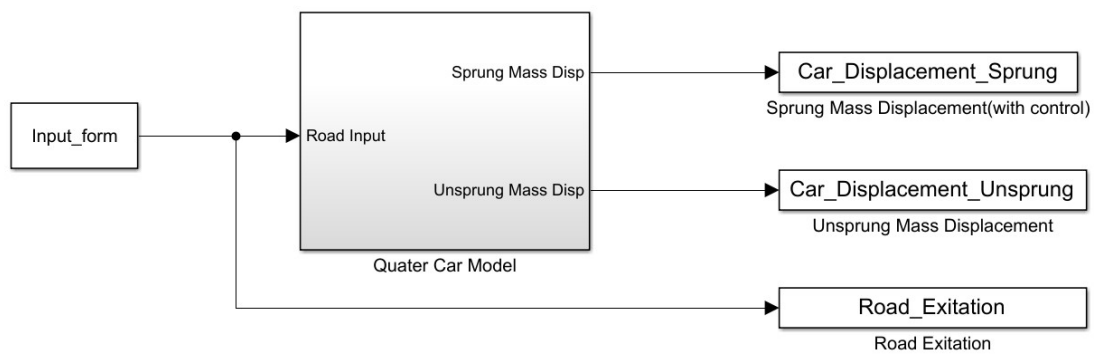 Input_form
Road Input
Sprung Mass Disp
Unsprung Mass Disp
Quater Car Model
Car_Displacement_Sprung
Sprung Mass Displacement(with control)
Car_Displacement_Unsprung
Unsprung Mass Displacement
Road_Exitation
Road Exitation